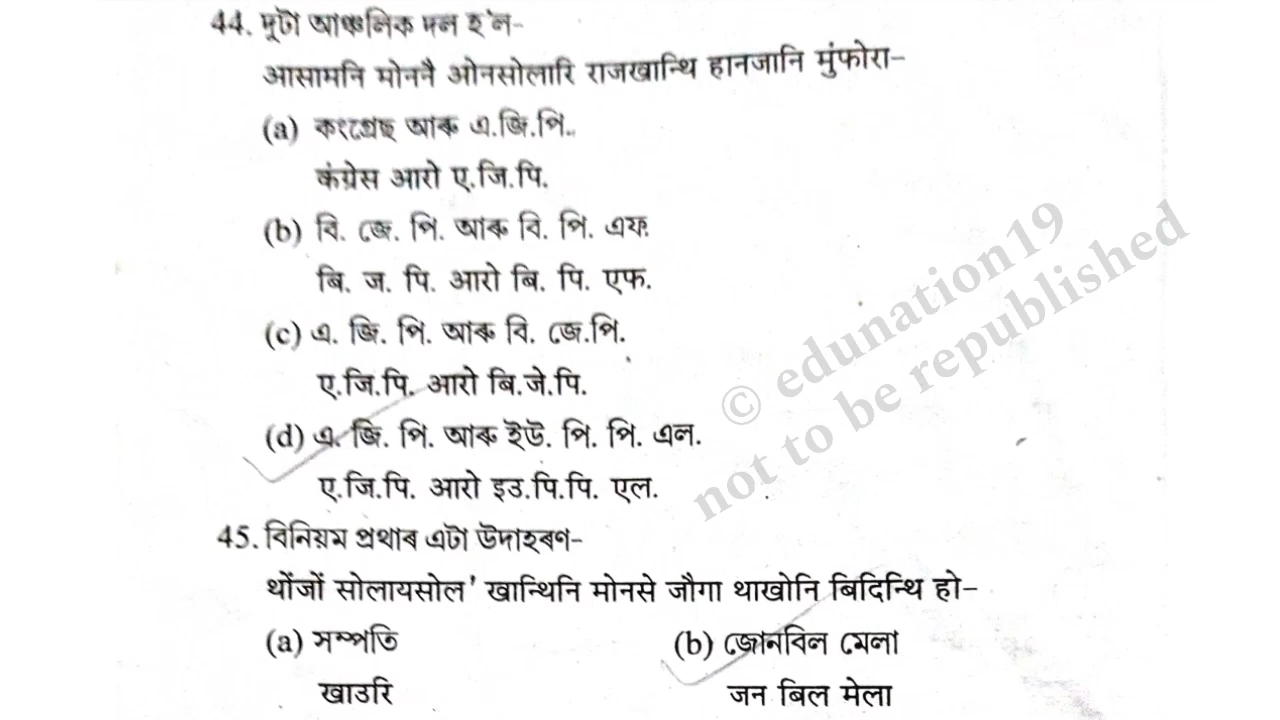 44. দুটা আঞ্চলিক দল হ'ল-
आसामनि मोननै ओनसोलारि राजखान्थि हानजानि मुंफोरा-
(a) কংগ্ৰেছ আৰু এ.জি.পি.
कंग्रेस आरो ए.जि.पि.
(b) বি. জে. পি. আৰু বি. পি. এফ.
बि. ज. पि. आरो बि. पि. एफ.
(c) এ. জি. পি. আৰু বি. জে.পি.
ए.जि.पि. आरो बि.जे.पि.
(d) এ. জি. পি. আৰু ইউ. পি. পি. এল.
ए.जि.पि. आरो इउ.पि.पि. एल.
45. বিনিয়ম প্ৰথাৰ এটা উদাহৰণ-
थोंजों सोलायसोल' खान्थिनि मोनसे जौगा थाखोनि बिदिन्थि हो-
(a) সম্পতি (b) জোনবিল মেলা
खाउरि जन बिल मेला
© edunation19
not to be republished